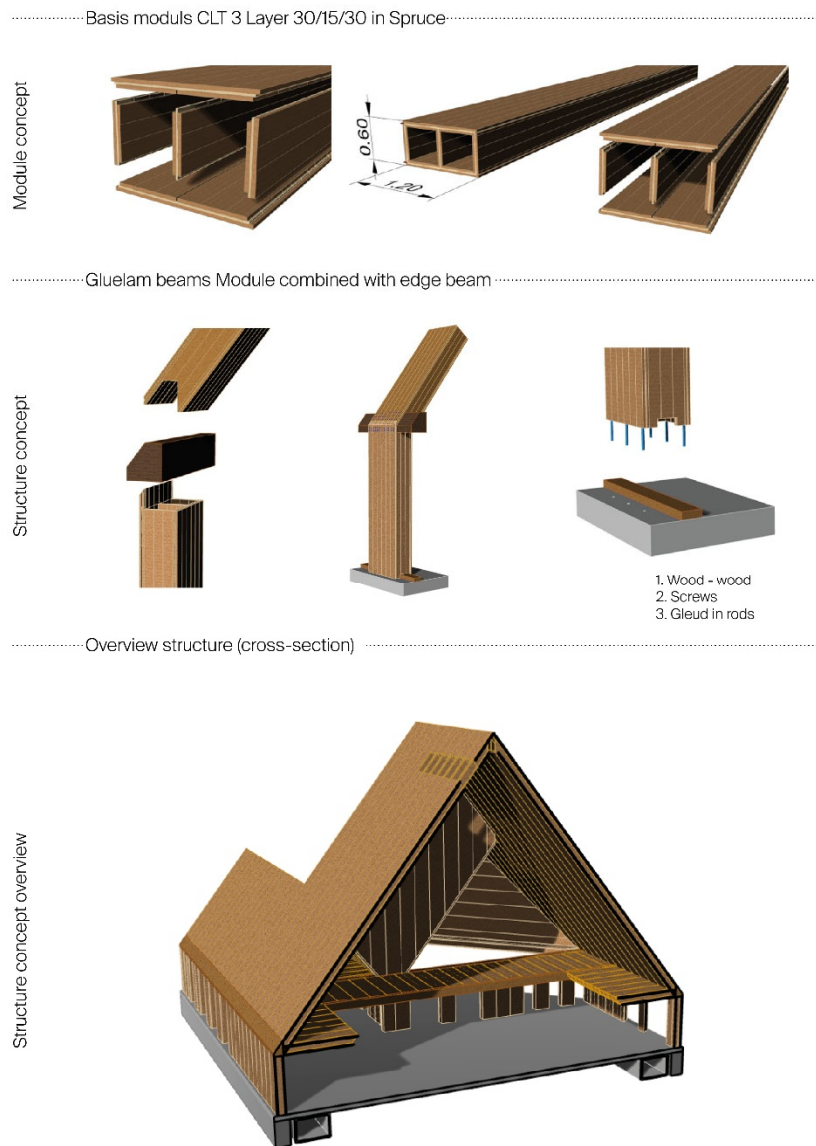 Basis moduls CLT 3 Layer 30/15/30 in Spruce
Module concept
0.60
1.20
Gluelam beams Module combined with edge beam
Structure concept
1. Wood - wood
2. Screws
3. Gleud in rods
Overview structure (cross-section)
Structure concept overview